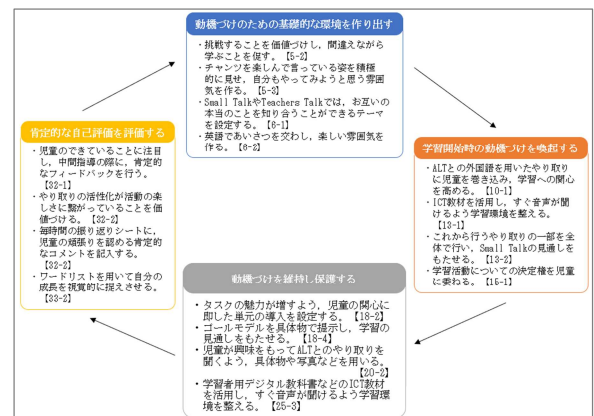 動機づけのための基礎的な環境を作り出す
・挑戦することを価値づけし，間違えながら
学ぶことを促す。【5-2】
・チャンツを楽しんで言っている姿を積極
的に見せ，自分もやってみようと思う雰囲
気を作る。【5-3】
・Small TalkやTeachers Talkでは，お互いの
本当のことを知り合うことができるテーマ
を設定する。【6-1】
・英語であいさつを交わし，楽しい雰囲気を
作る。【6-2】
学習開始時の動機づけを喚起する
・ALTとの外国語を用いたやり取り
に児童を巻き込み，学習への関心
を高める。【10-1】
・ICT教材を活用し，すぐ音声が聞
けるよう学習環境を整える。
【13-1】
・これから行うやり取りの一部を全
体で行い，Small Talkの見通しを
もたせる。【13-2】
・学習活動についての決定権を児童
に委ねる。【15-1】
動機づけを維持し保護する
・タスクの魅力が増すよう，児童の関心に
即した単元の導入を設定する。【18-2】
・ゴールモデルを具体物で提示し，学習の
見通しをもたせる。【18-4】
・児童が興味をもってALTとのやり取りを
聞くよう，具体物や写真などを用いる。
【20-2】
・学習者用デジタル教科書などのICT教材
を活用し，すぐ音声が聞けるよう学習環
境を整える。【25-3】
肯定的な自己評価を評価する
・児童のできていることに注目
し，中間指導の際に，肯定的
なフィードバックを行う。
【32-1】
・やり取りの活性化が活動の楽
しさに繋がっていることを価
値づける。【32-2】
・毎時間の振り返りシートに，
児童の頑張りを認める肯定的
なコメントを記入する。
【32-2】
・ワードリストを用いて自分の
成長を視覚的に捉えさせる。
【33-2】